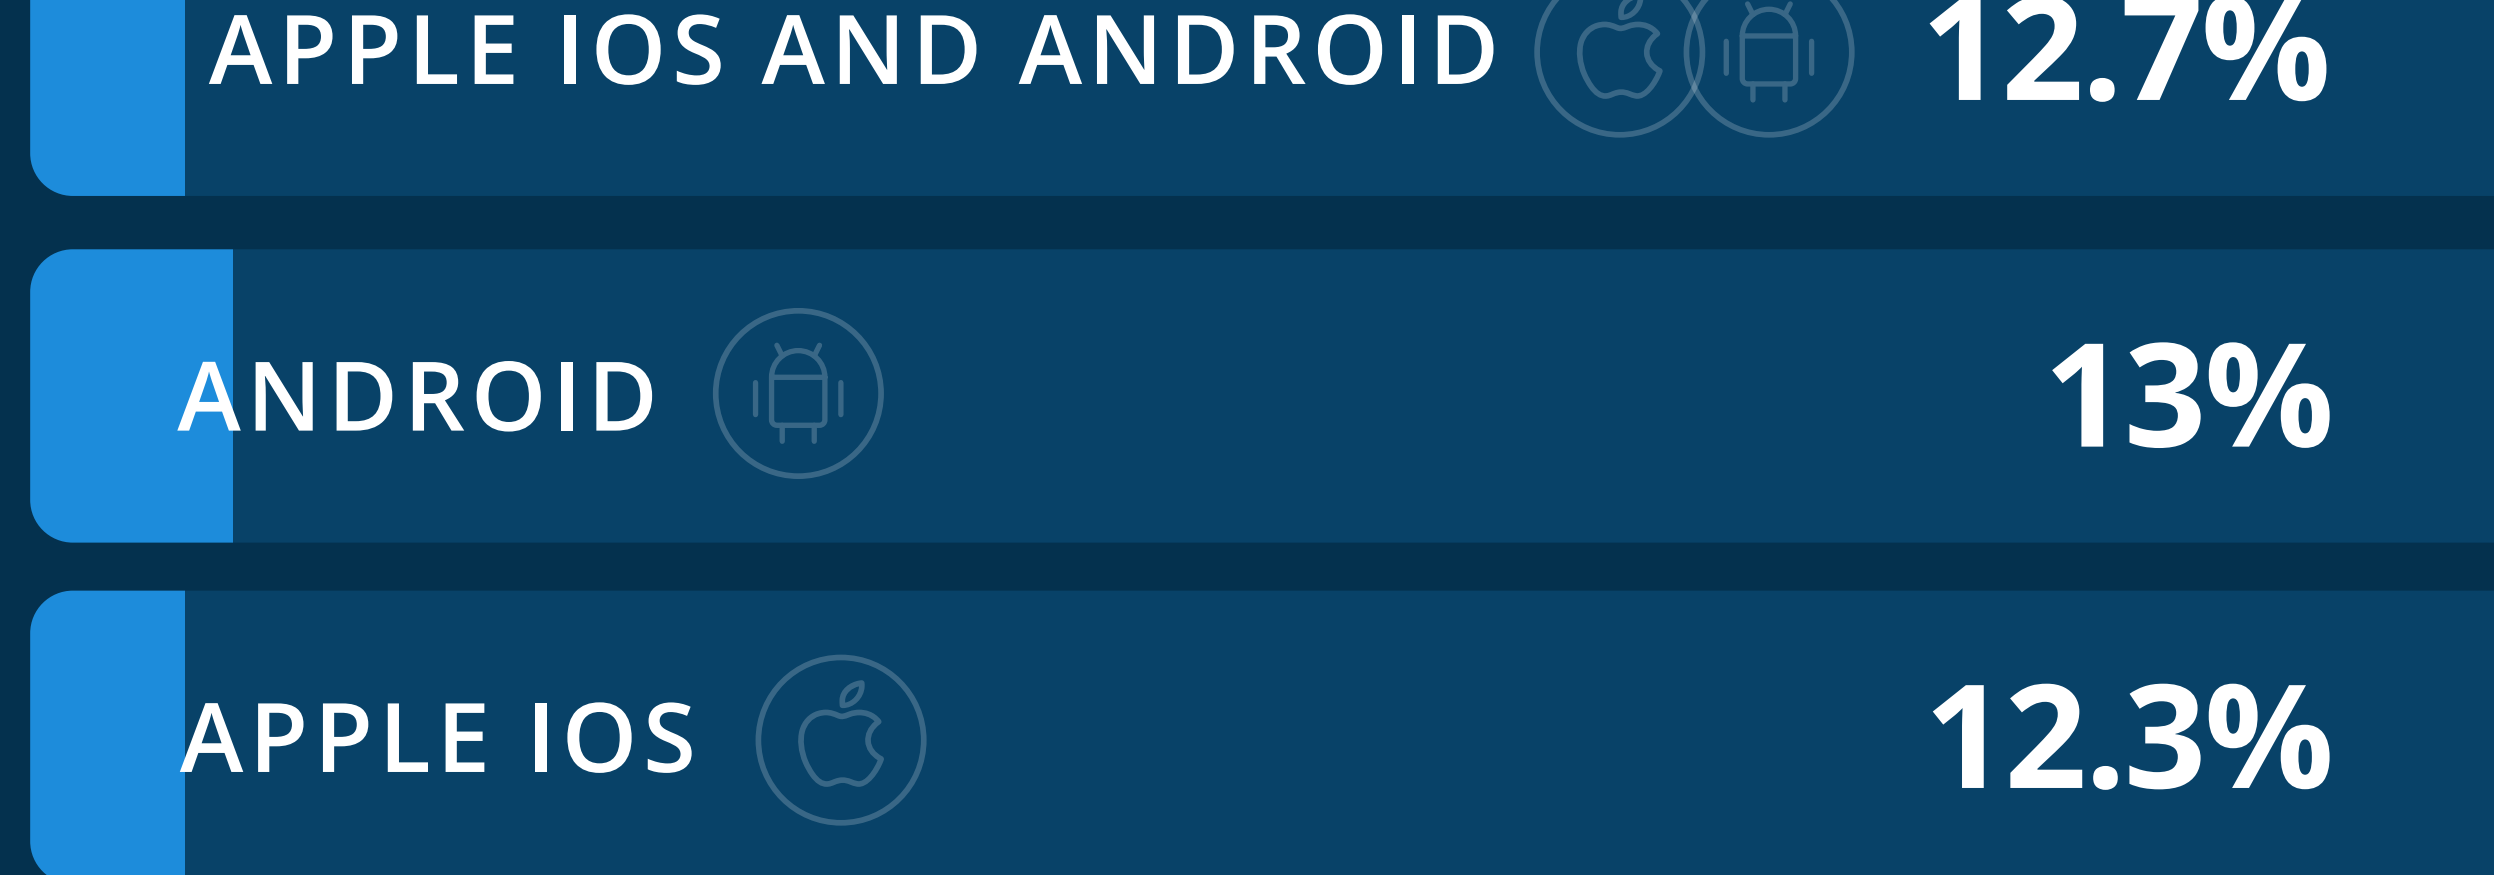 APPLE IOS AND ANDROID 12.7%
ANDROID 13%
APPLE IOS 12.3%